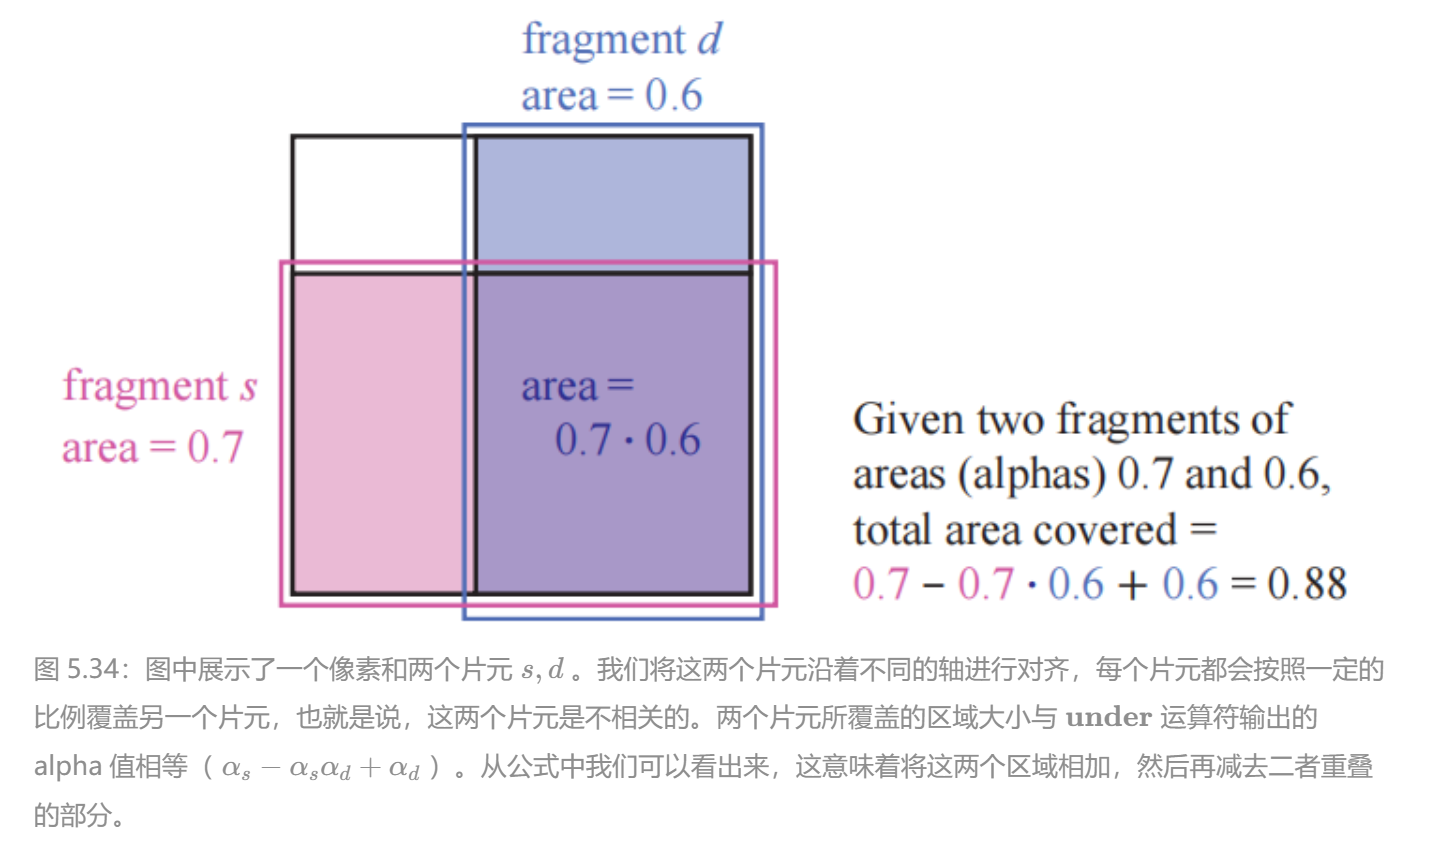 fragment d
area = 0.6
fragment s
area = 0.7
area =
0.7 · 0.6
Given two fragments of
areas (alphas) 0.7 and 0.6,
total area covered =
0.7 − 0.7 · 0.6 + 0.6 = 0.88
图 5.34：图中展示了一个像素和两个片元 s, d 。我们将这两个片元沿着不同的轴进行对齐，每个片元都会按照一定的
比例覆盖另一个片元，也就是说，这两个片元是不相关的。两个片元所覆盖的区域大小与 under 运算符输出的
alpha 值相等（ αₛ − αₛα_d + α_d ）。从公式中我们可以看出来，这意味着将这两个区域相加，然后再减去二者重叠
的部分。